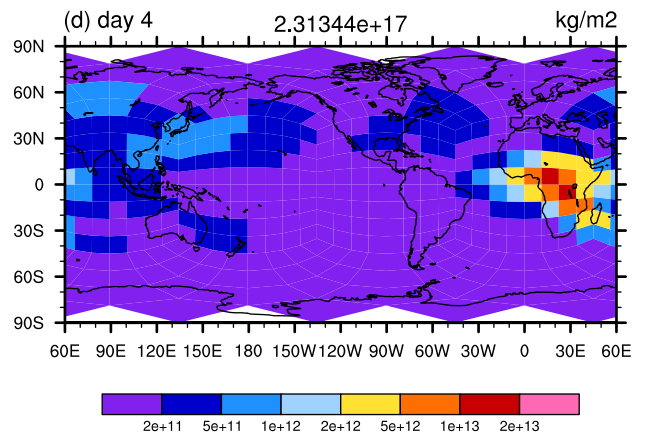 (d) day 4 2.31344e+17 kg/m2
90N
60N
30N
0
30S
60S
90S
60E 90E 120E 150E 180 150W 120W 90W 60W 30W 0 30E 60E
2e+11 5e+11 1e+12 2e+12 5e+12 1e+13 2e+13